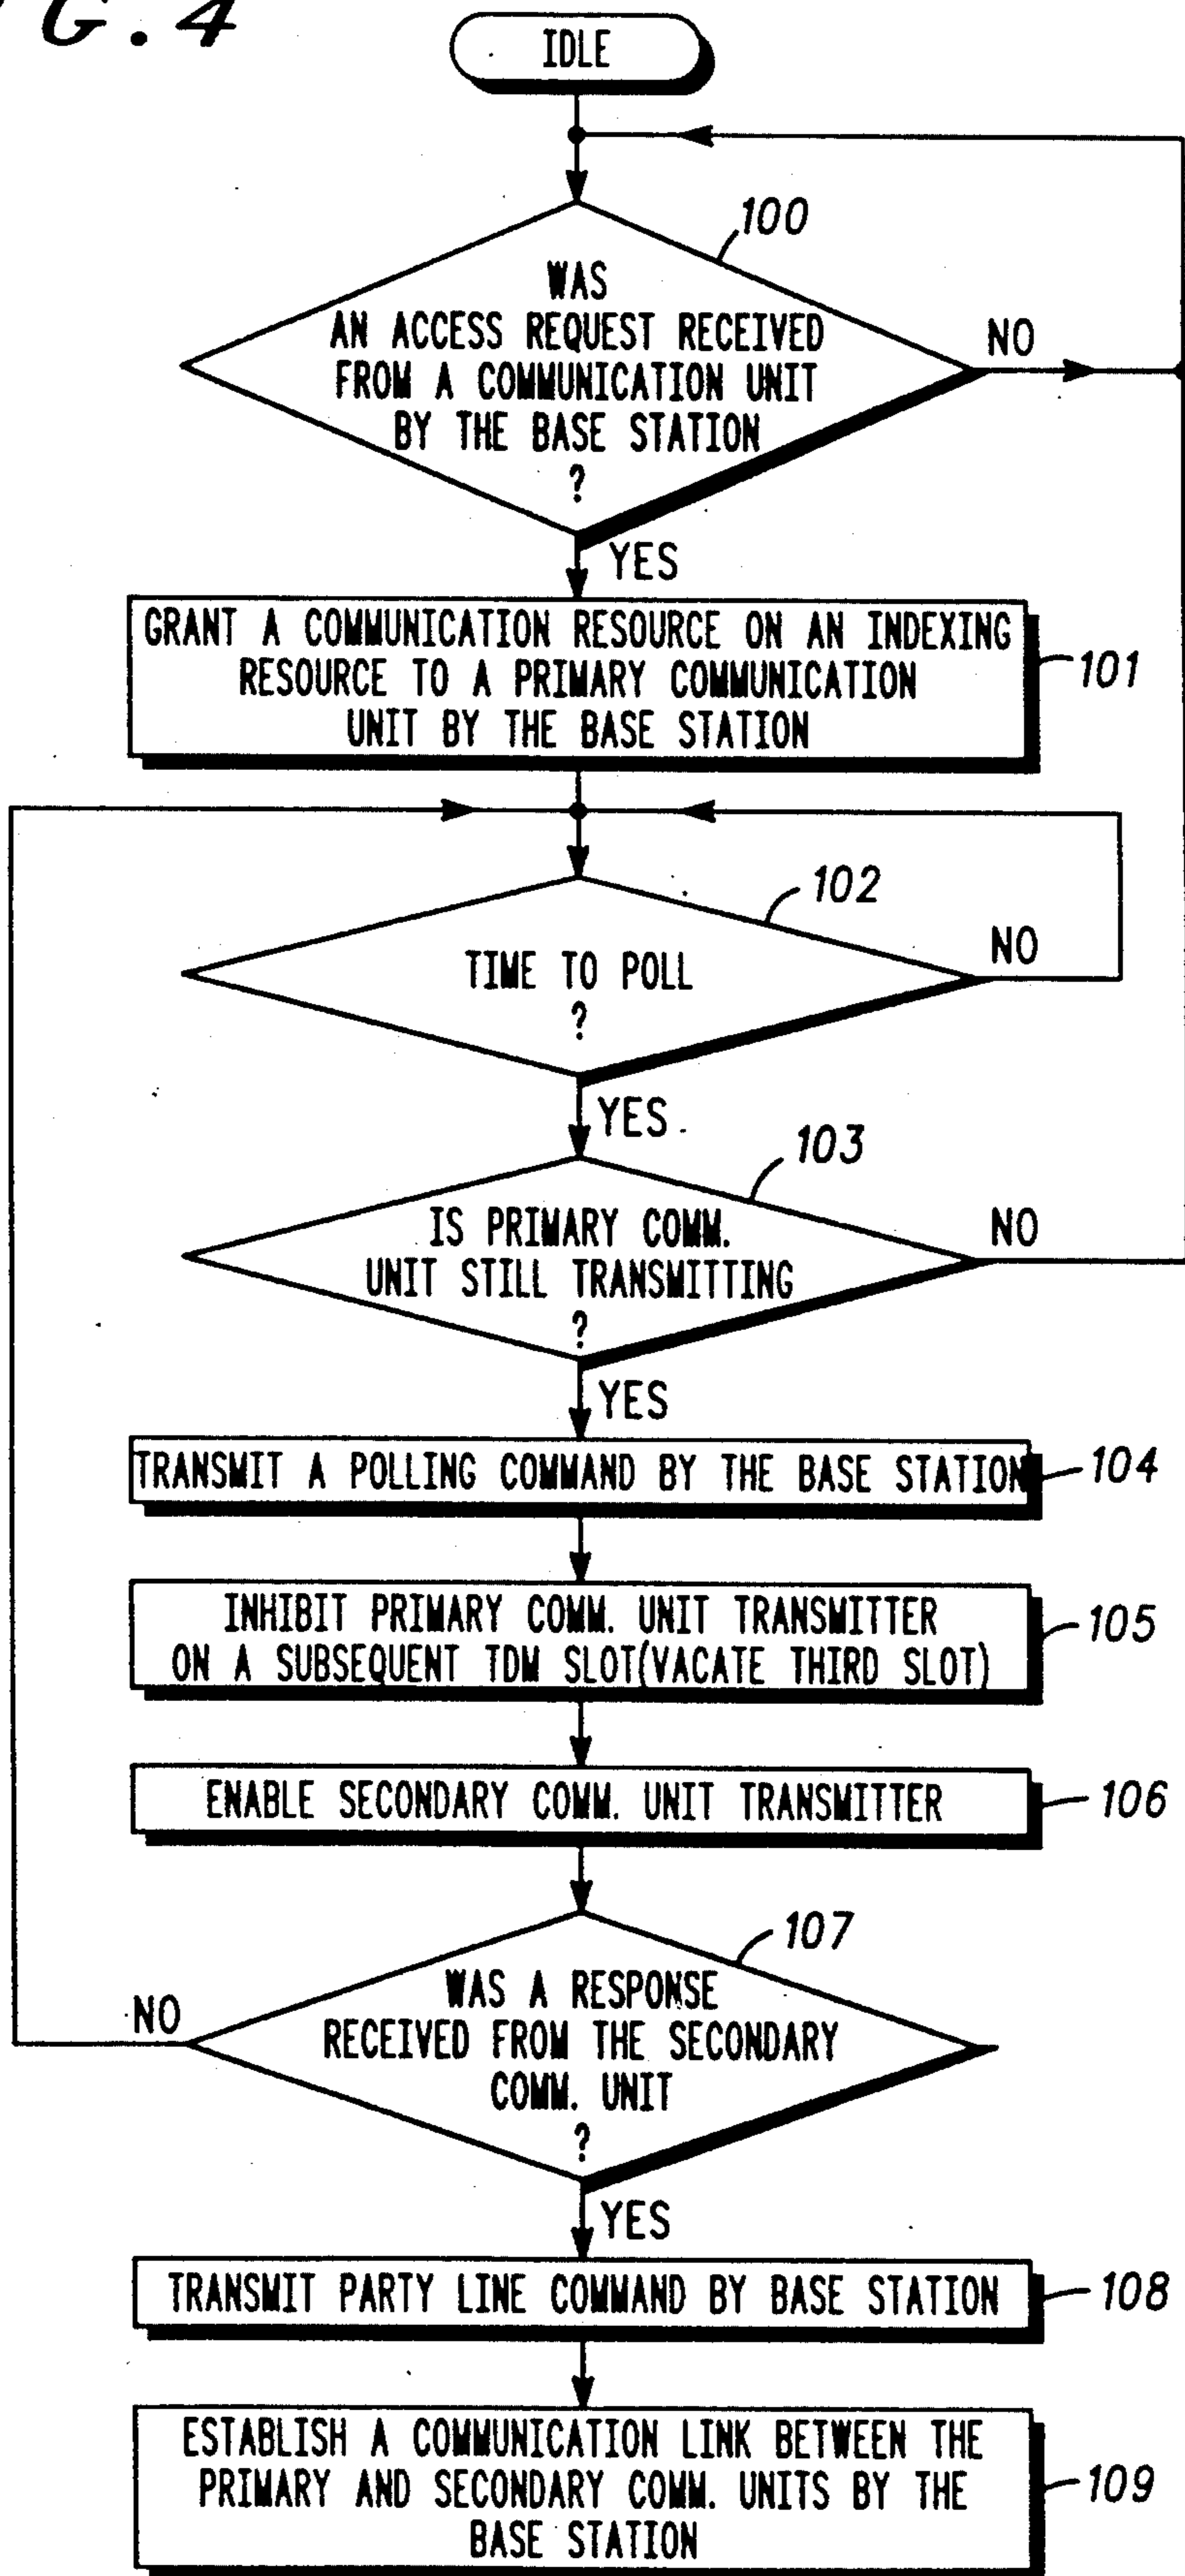 G.4
IDLE
100
WAS
AN ACCESS REQUEST RECEIVED
FROM A COMMUNICATION UNIT
BY THE BASE STATION
?
NO
YES
GRANT A COMMUNICATION RESOURCE ON AN INDEXING
RESOURCE TO A PRIMARY COMMUNICATION
UNIT BY THE BASE STATION
101
102
TIME TO POLL
?
NO
YES
103
IS PRIMARY COMM.
UNIT STILL TRANSMITTING
?
NO
YES
TRANSMIT A POLLING COMMAND BY THE BASE STATION
104
INHIBIT PRIMARY COMM. UNIT TRANSMITTER
ON A SUBSEQUENT TDM SLOT(VACATE THIRD SLOT)
105
ENABLE SECONDARY COMM. UNIT TRANSMITTER
106
107
WAS A RESPONSE
RECEIVED FROM THE SECONDARY
COMM. UNIT
?
NO
YES
TRANSMIT PARTY LINE COMMAND BY BASE STATION
108
ESTABLISH A COMMUNICATION LINK BETWEEN THE
PRIMARY AND SECONDARY COMM. UNITS BY THE
BASE STATION
109